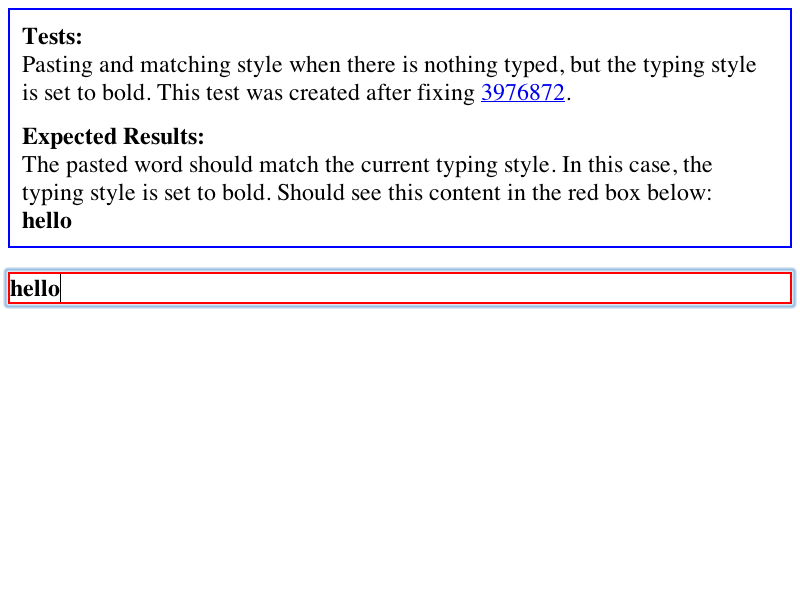 Tests:
Pasting and matching style when there is nothing typed, but the typing style
is set to bold. This test was created after fixing 3976872.
Expected Results:
The pasted word should match the current typing style. In this case, the
typing style is set to bold. Should see this content in the red box below:
hello
hello